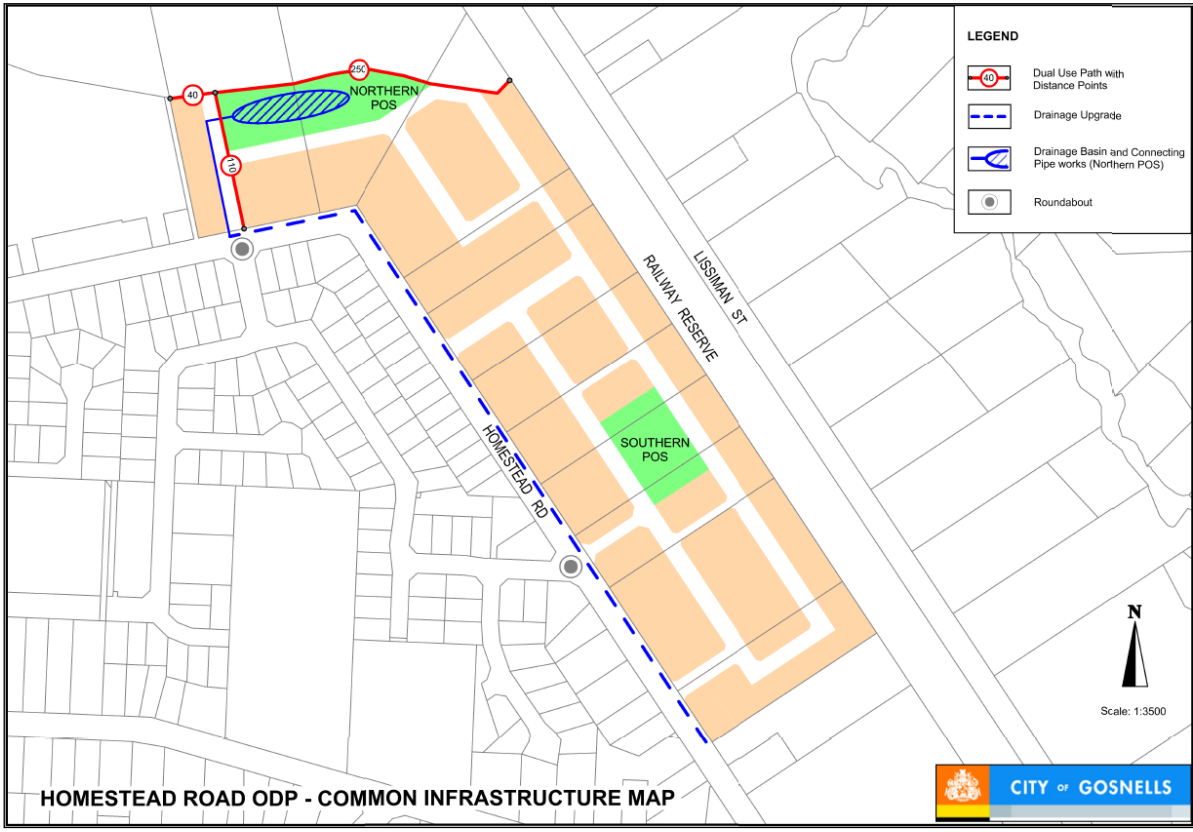 LEGEND
40
Dual Use Path with
Distance Points
Drainage Upgrade
Drainage Basin and Connecting
Pipe works (Northern POS)
Roundabout
250
40
NORTHERN
POS
110
LISSIMAN ST
RAILWAY RESERVE
SOUTHERN
POS
HOMESTEAD RD
N
Scale: 1:3500
HOMESTEAD ROAD ODP - COMMON INFRASTRUCTURE MAP
CITY OF GOSNELLS